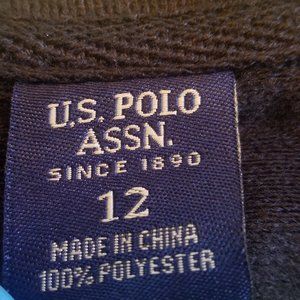 U.S. POLO
ASSN.
SINCE 1890
12
MADE IN CHINA
100% POLYESTER